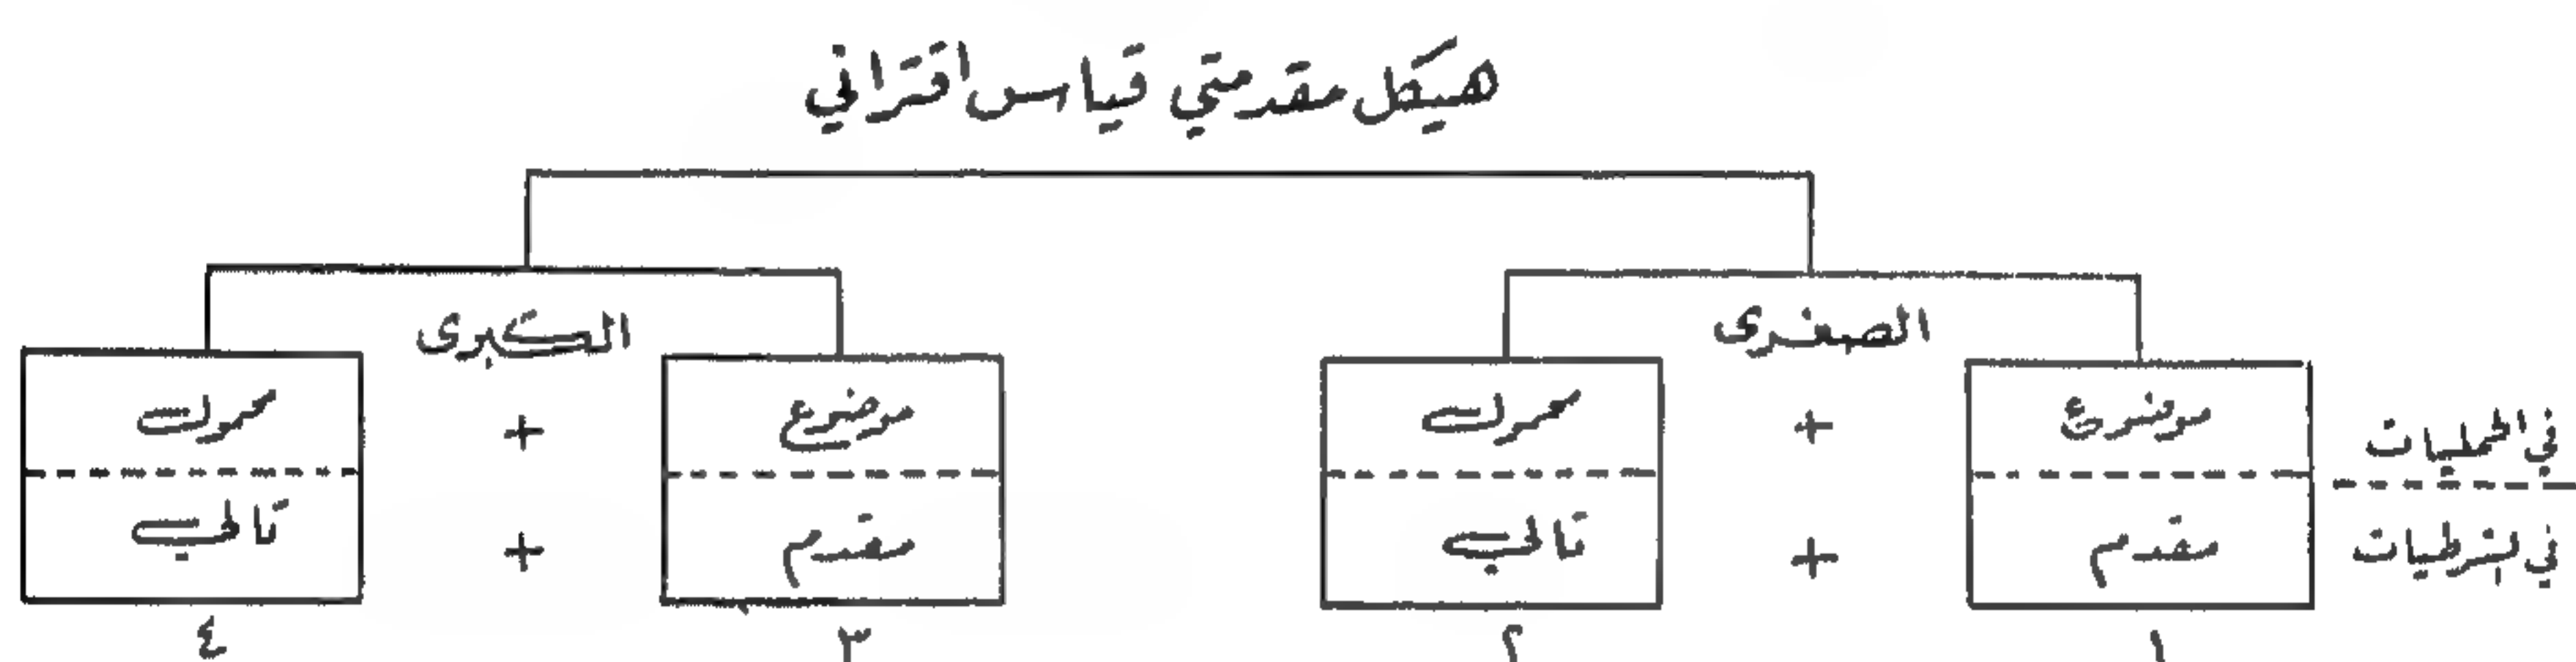 هيكل مقدمتي قياس اقتراني
الصغرى الكبرى
في الحمليات موضوع + محمول موضوع + محمول
في الشرطيات مقدم + تالي مقدم + تالي
١ ٢ ٣ ٤